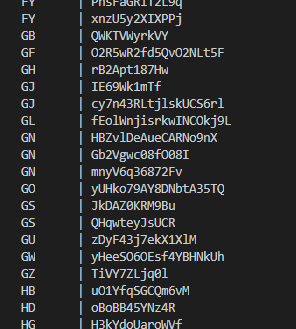 FY | PhsFaGRlT2L9q
FY | xnzU5y2XIXPPj
GB | QWKTVWyrkVY
GF | O2R5wR2fd5QvO2NLt5F
GH | rB2Apt187Hw
GJ | IE69Wk1mTf
GJ | cy7n43RLtjlskUCS6rl
GL | fEolWnjisrkwINCOkj9L
GN | HBZvlDeAueCARNo9nX
GN | Gb2Vgwc08fO08I
GN | mnyV6q36872Fv
GO | yUHko79AY8DNbtA35TQ
GS | JkDAZ0KRM9Bu
GS | QHqwteyJsUCR
GU | zDyF43j7ekX1XlM
GW | yHeeSO6OEsf4YBHNkUh
GZ | TiVY7ZLjq0l
HB | uO1YfqSGCQm6vM
HD | oBoBB45YNz4R
HG | H3kYdoUaroWVf